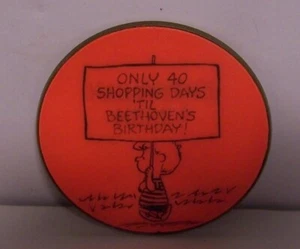 ONLY 40
SHOPPING DAYS
'TIL
BEETHOVEN'S
BIRTHDAY!